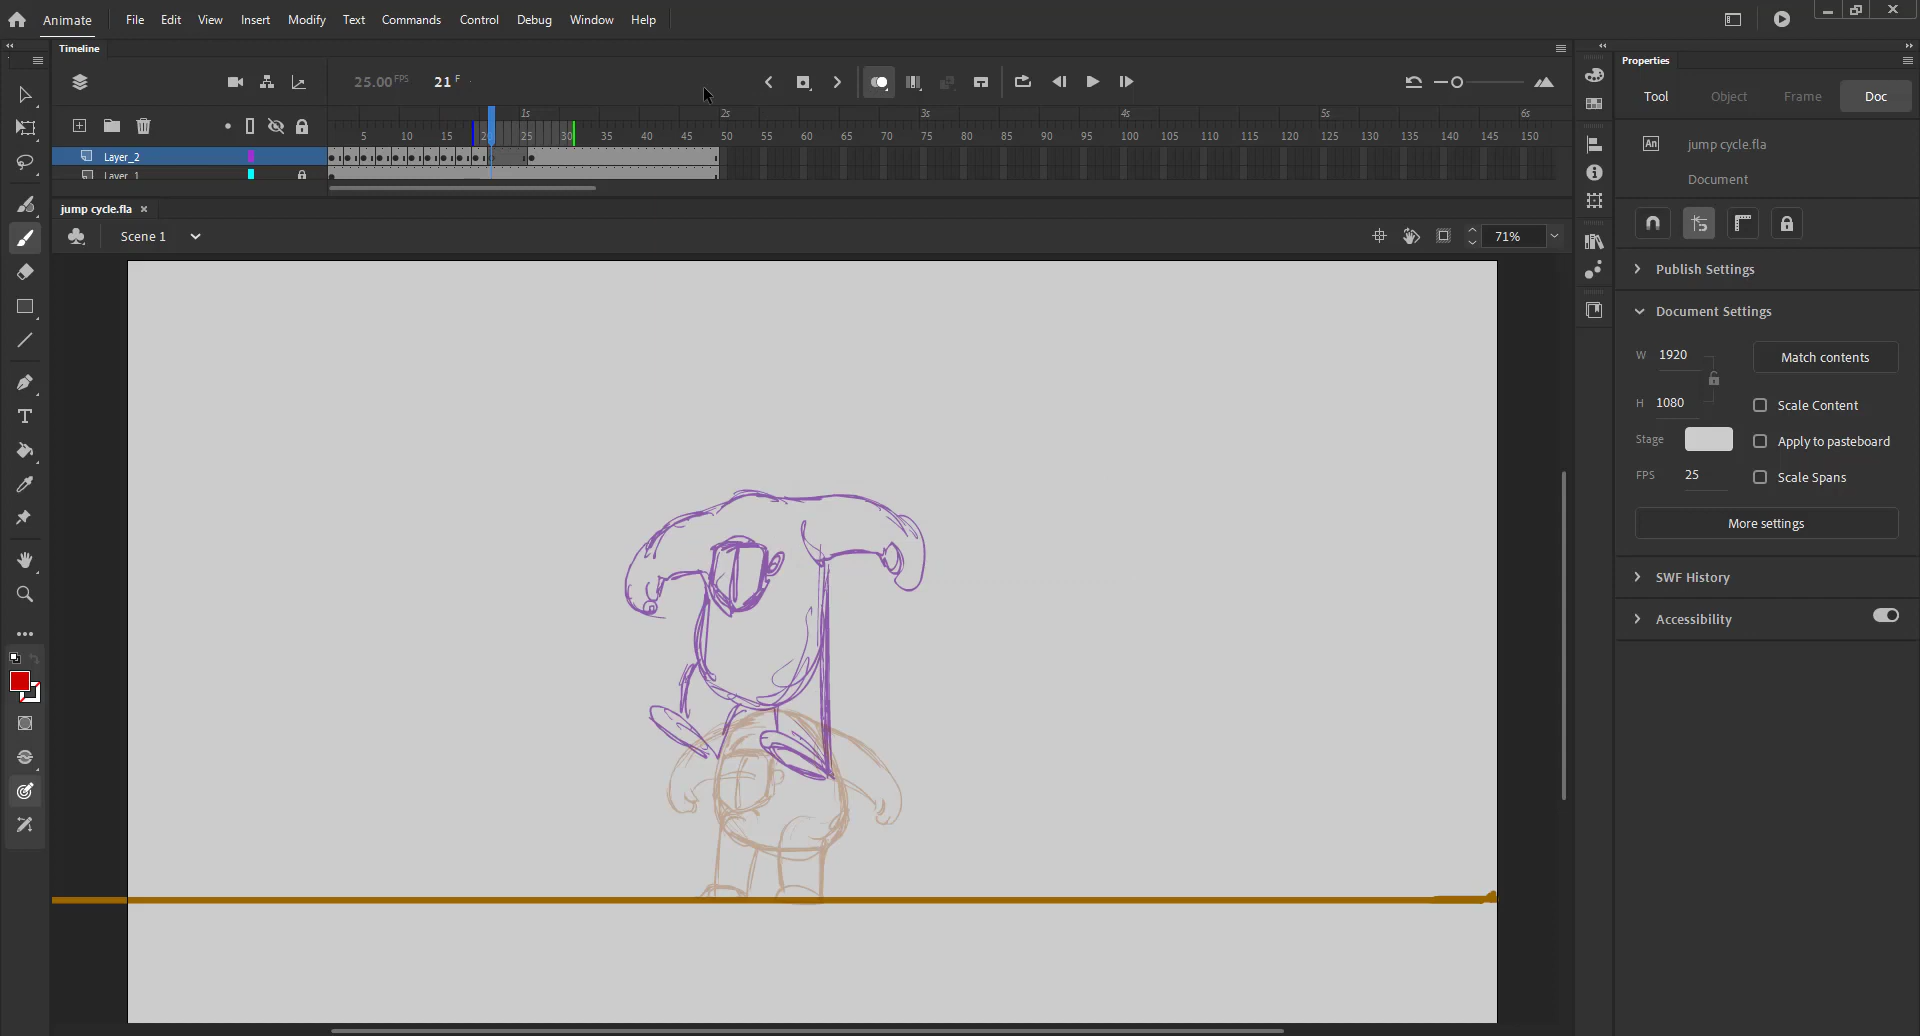 Animate File Edit View Insert Modify Text Commands Control Debug Window Help
Timeline
Properties
25.00 FPS 21 F
Tool Object Frame Doc
1s 2s 3s 4s 5s 6s
5 10 15 20 25 30 35 40 45 50 55 60 65 70 75 80 85 90 95 100 105 110 115 120 125 130 135 140 145 150
Layer_2
Layer_1
An jump cycle.fla
Document
jump cycle.fla
Scene 1
71%
Publish Settings
Document Settings
W 1920
Match contents
H 1080
Scale Content
Stage
Apply to pasteboard
FPS 25
Scale Spans
More settings
SWF History
Accessibility